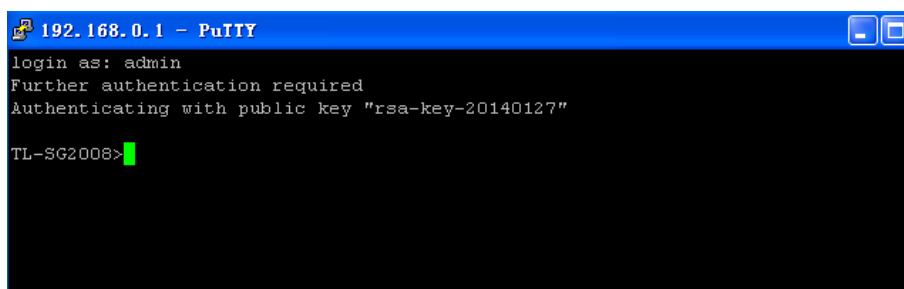 192.168.0.1 - PuTTY
login as: admin
Further authentication required
Authenticating with public key "rsa-key-20140127"
TL-SG2008>